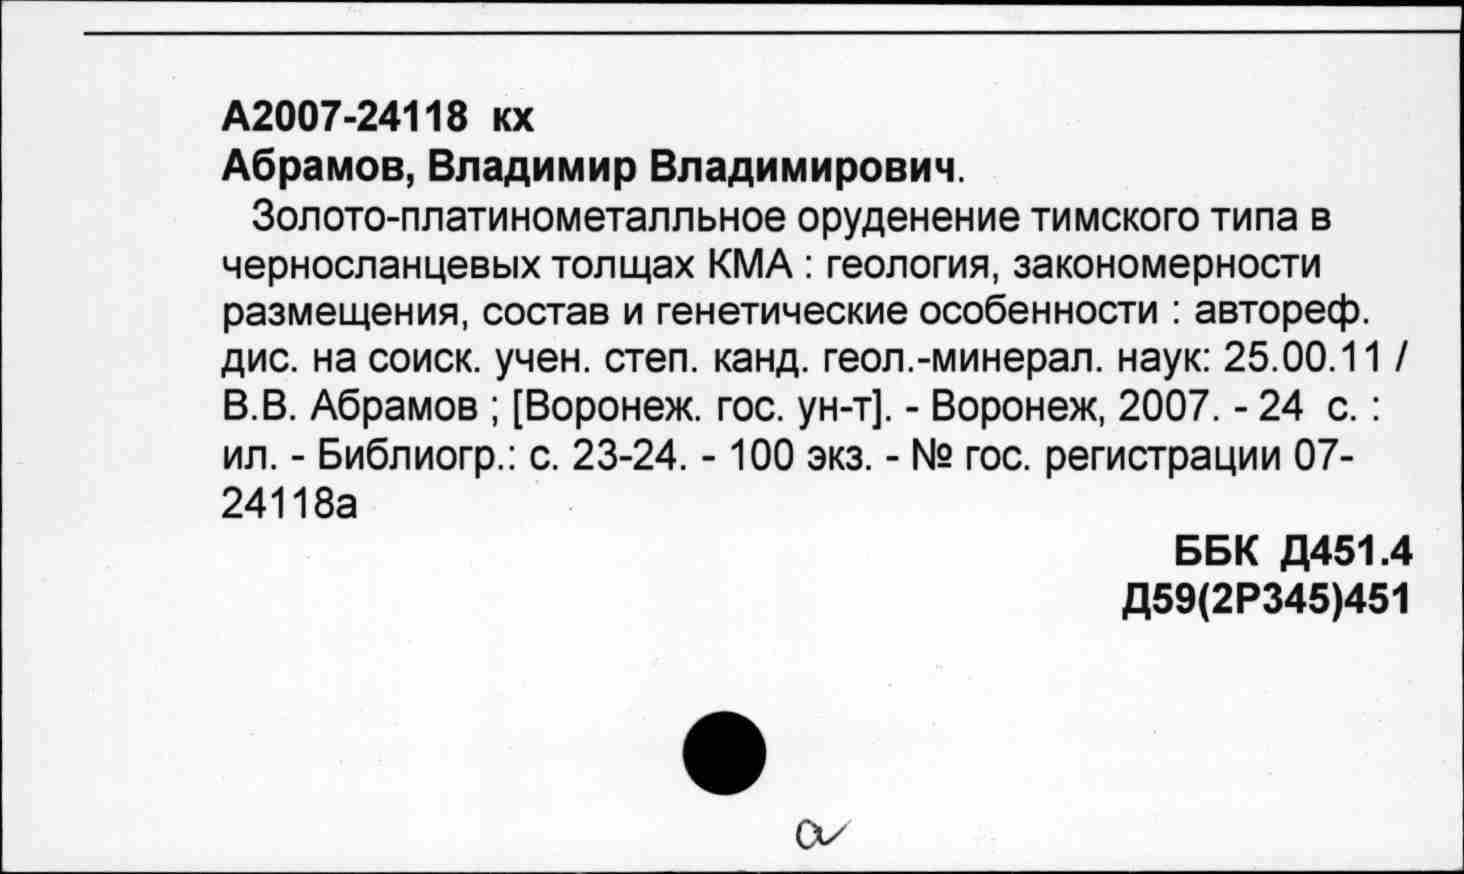 А2007-24118 кх
Абрамов, Владимир Владимирович.
Золото-платинометалльное оруденение тимского типа в
черносланцевых толщах КМА : геология, закономерности
размещения, состав и генетические особенности : автореф.
дис. на соиск. учен. степ. канд. геол.-минерал. наук: 25.00.11 /
В.В. Абрамов ; [Воронеж. гос. ун-т]. - Воронеж, 2007. - 24 с. :
ил. - Библиогр.: с. 23-24. - 100 экз. - № гос. регистрации 07-
24118а
ББК Д451.4
Д59(2Р345)451
а